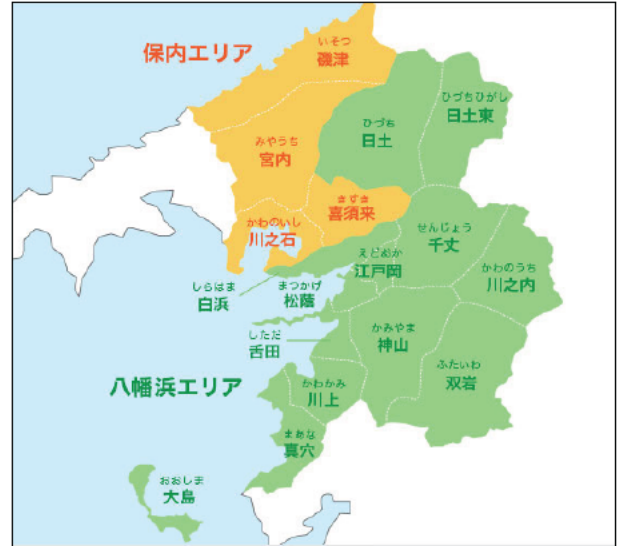 保内エリア
いそつ
磯津
ひづちひがし
日土東
ひづち
日土
みやうち
宮内
きすき
喜須来
かわのいし
川之石
せんじょう
千丈
えどおか
江戸岡
かわのうち
川之内
しらはま
白浜
まつかげ
松蔭
しただ
舌田
かみやま
神山
ふたいわ
双岩
八幡浜エリア
かわかみ
川上
まあな
真穴
おおしま
大島